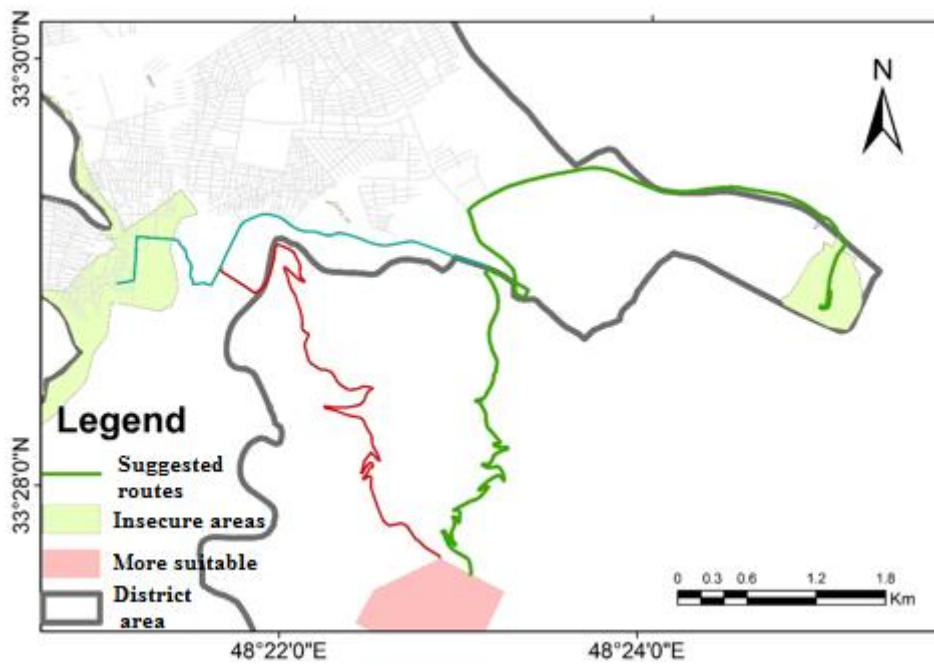 33°30'0"N
N
33°28'0"N
Legend
Suggested
routes
Insecure areas
More suitable
District
area
0 0.3 0.6 1.2 1.8
Km
48°22'0"E 48°24'0"E